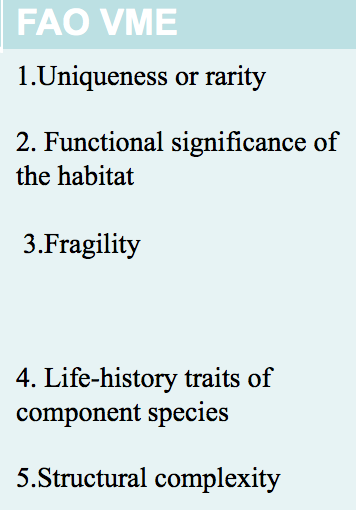 FAO VME
1.Uniqueness or rarity
2. Functional significance of
the habitat
3.Fragility
4. Life-history traits of
component species
5.Structural complexity